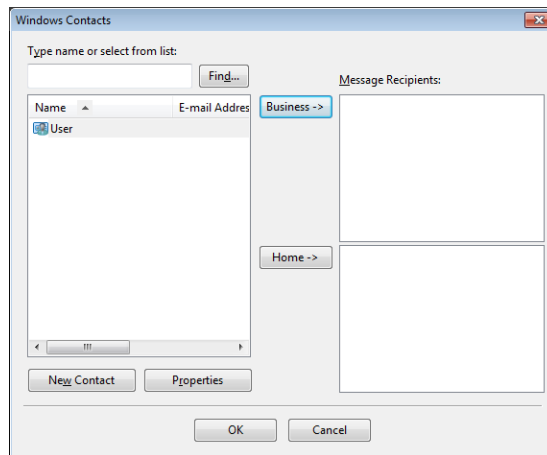 Windows Contacts
Type name or select from list:
Find...
Message Recipients:
Name E-mail Addres
Business ->
User
Home ->
New Contact Properties
OK Cancel